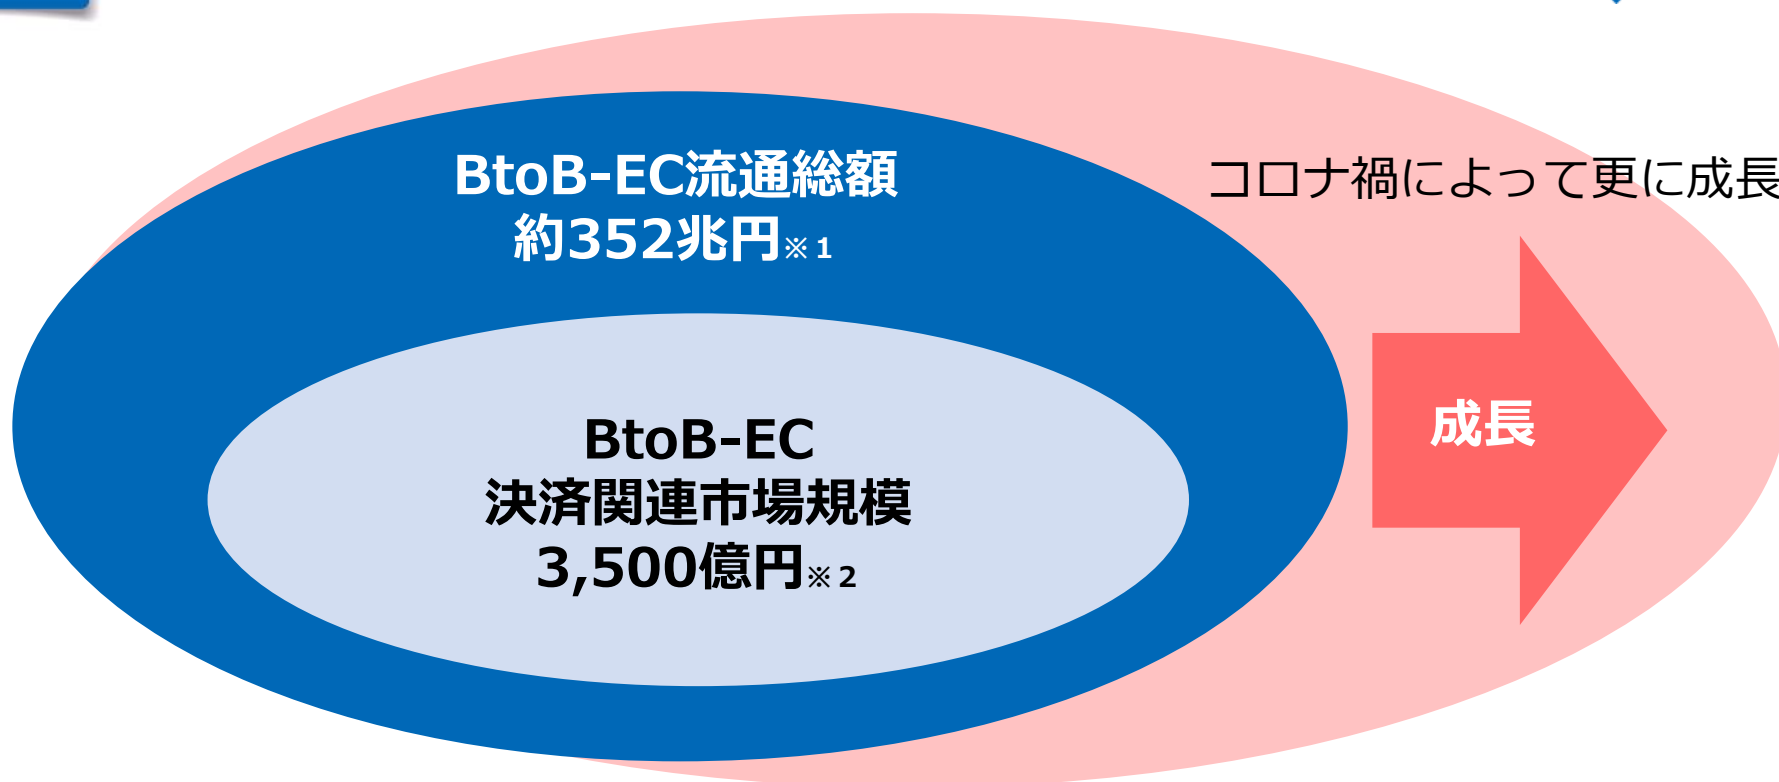 BtoB-EC流通総額
約352兆円※1
コロナ禍によって更に成長
成長
BtoB-EC
決済関連市場規模
3,500億円※2